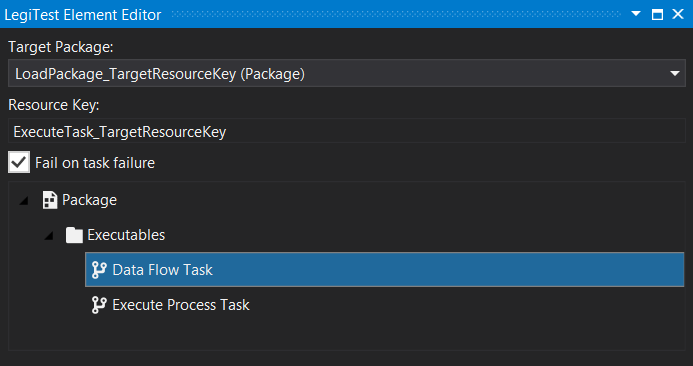 LegiTest Element Editor
Target Package:
LoadPackage_TargetResourceKey (Package)
Resource Key:
ExecuteTask_TargetResourceKey
Fail on task failure
Package
Executables
Data Flow Task
Execute Process Task